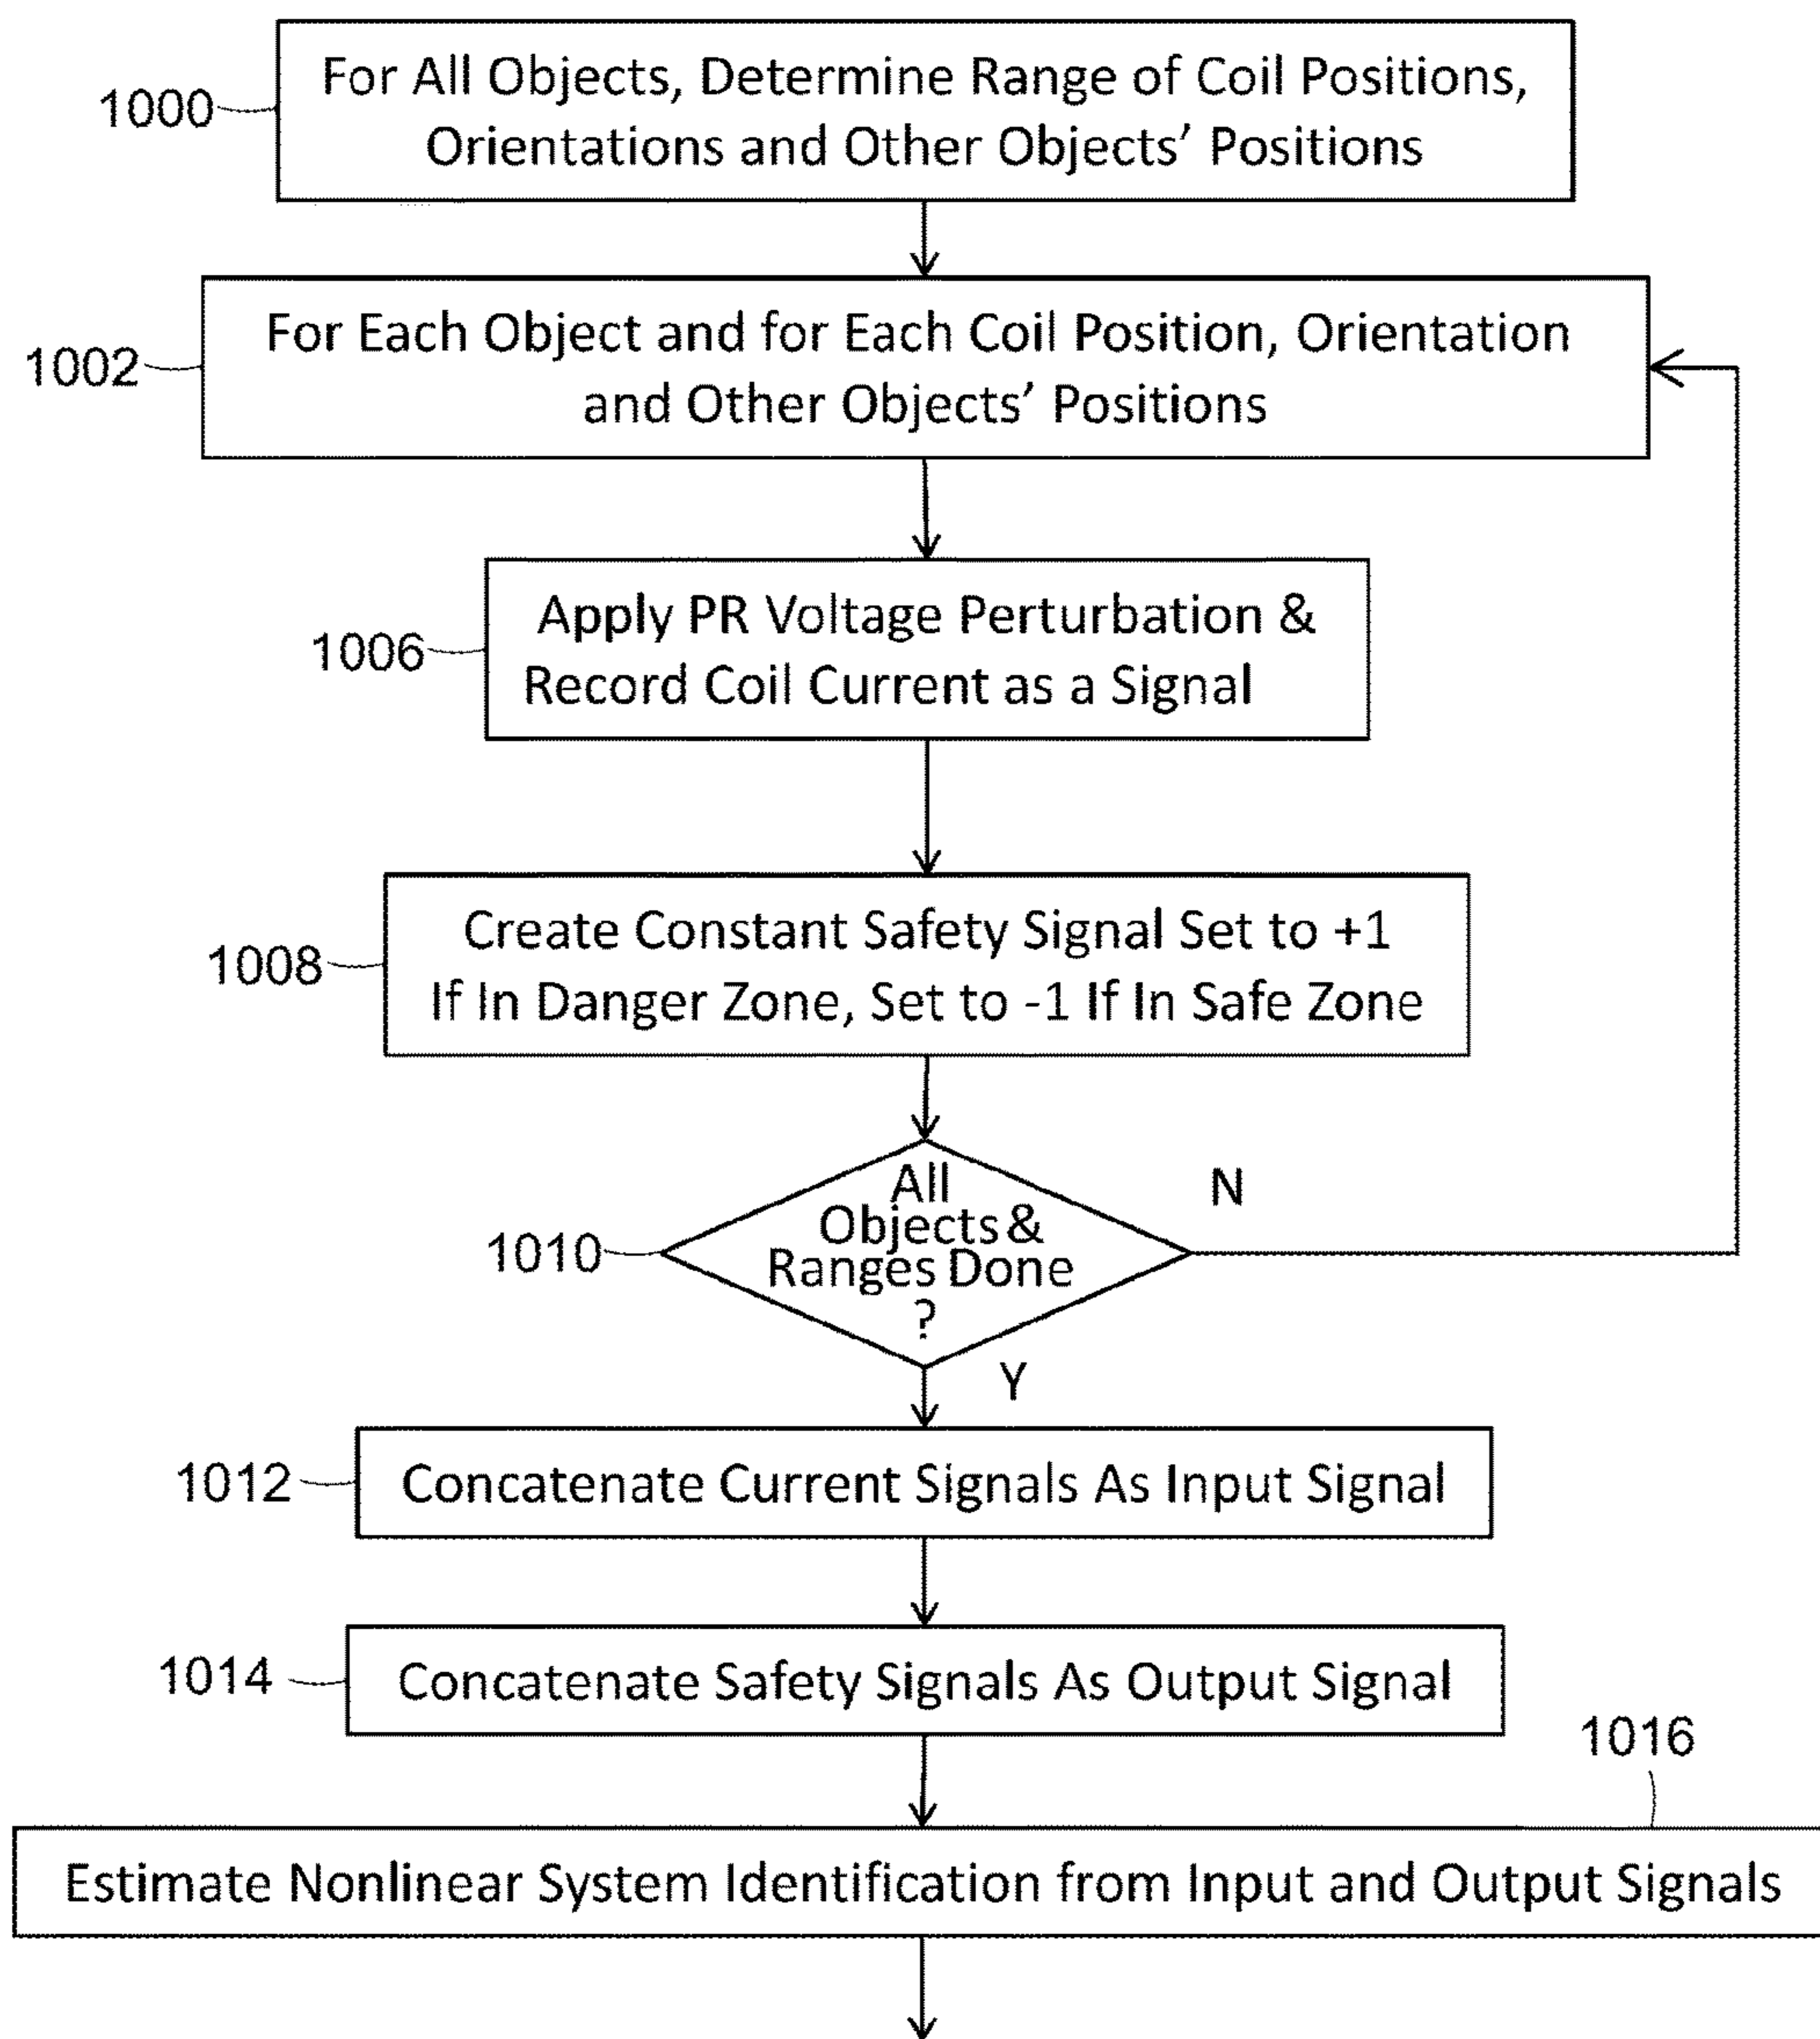 1000
For All Objects, Determine Range of Coil Positions,
Orientations and Other Objects' Positions
1002
For Each Object and for Each Coil Position, Orientation
and Other Objects' Positions
1006
Apply PR Voltage Perturbation &
Record Coil Current as a Signal
1008
Create Constant Safety Signal Set to +1
If In Danger Zone, Set to -1 If In Safe Zone
1010
All
Objects &
Ranges Done
?
N
Y
1012
Concatenate Current Signals As Input Signal
1014
Concatenate Safety Signals As Output Signal
1016
Estimate Nonlinear System Identification from Input and Output Signals